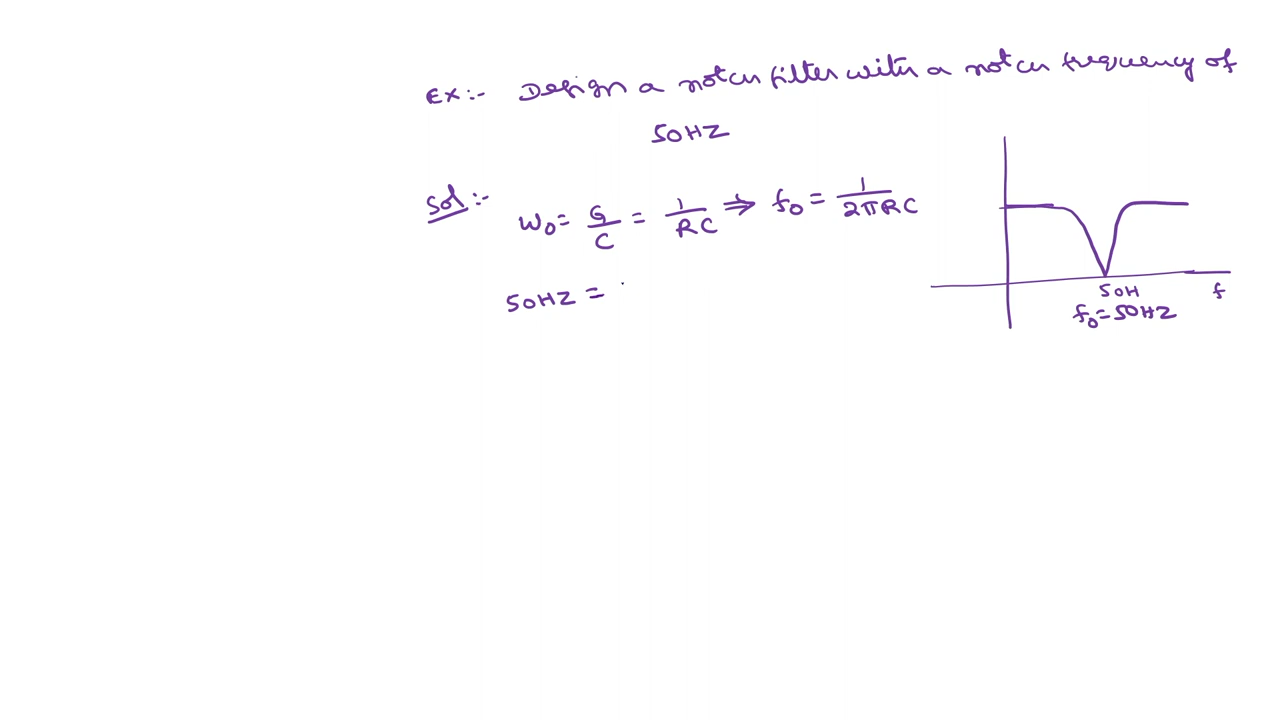 Ex:- Design a notch filter with a notch frequency of
50HZ
Sol:-
ω₀= G/C = 1/RC ⇒ f₀ = 1/2πRC
50HZ =
50H
f
f₀=50HZ